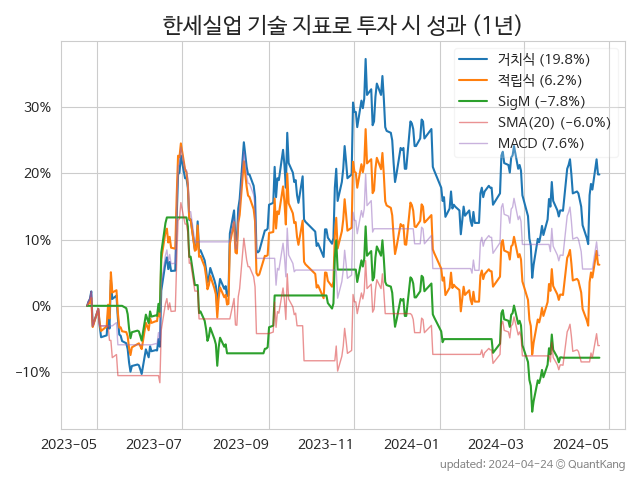 한세실업 기술 지표로 투자 시 성과 (1년)
거치식 (19.8%)
적립식 (6.2%)
SigM (−7.8%)
SMA(20) (−6.0%)
MACD (7.6%)
30%
20%
10%
0%
−10%
2023-05 2023-07 2023-09 2023-11 2024-01 2024-03 2024-05
updated: 2024-04-24 © QuantKang